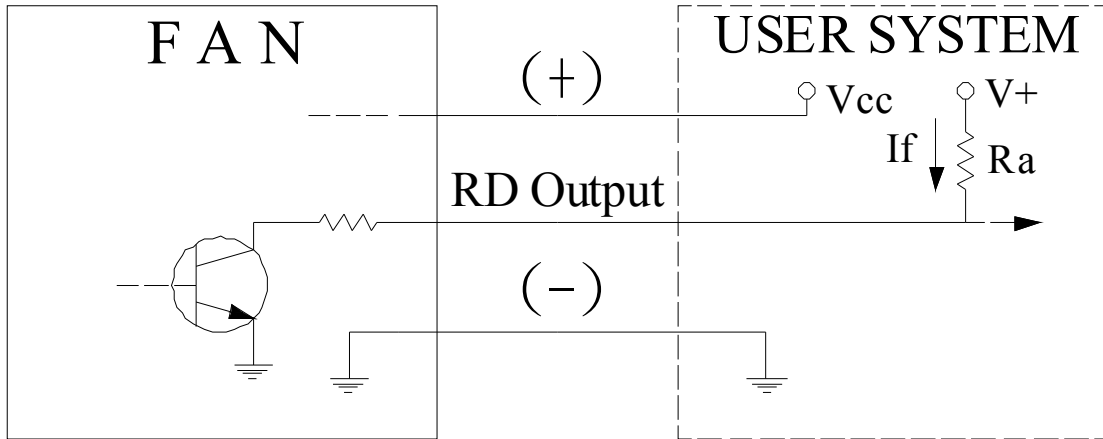 F A N
USER SYSTEM
(+)
Vcc
V+
If
Ra
RD Output
(-)